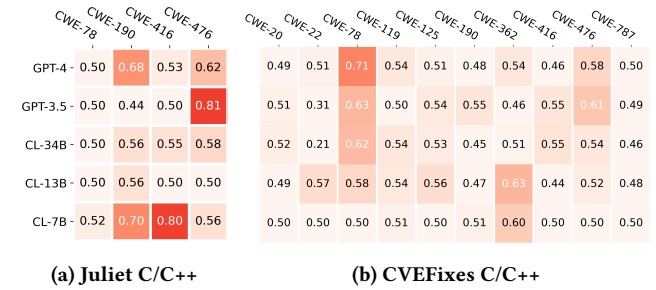 CWE-78 CWE-190 CWE-416 CWE-476
GPT-4 0.50 0.68 0.53 0.62
GPT-3.5 0.50 0.44 0.50 0.81
CL-34B 0.50 0.56 0.55 0.58
CL-13B 0.50 0.56 0.50 0.50
CL-7B 0.52 0.70 0.80 0.56
(a) Juliet C/C++
CWE-20 CWE-22 CWE-78 CWE-119 CWE-125 CWE-190 CWE-362 CWE-416 CWE-476 CWE-787
0.49 0.51 0.71 0.54 0.51 0.48 0.54 0.46 0.58 0.50
0.51 0.31 0.63 0.50 0.54 0.55 0.46 0.55 0.61 0.49
0.52 0.21 0.62 0.54 0.53 0.45 0.51 0.55 0.54 0.46
0.49 0.57 0.58 0.54 0.56 0.47 0.63 0.44 0.52 0.48
0.50 0.50 0.50 0.51 0.50 0.51 0.60 0.50 0.50 0.50
(b) CVEFixes C/C++